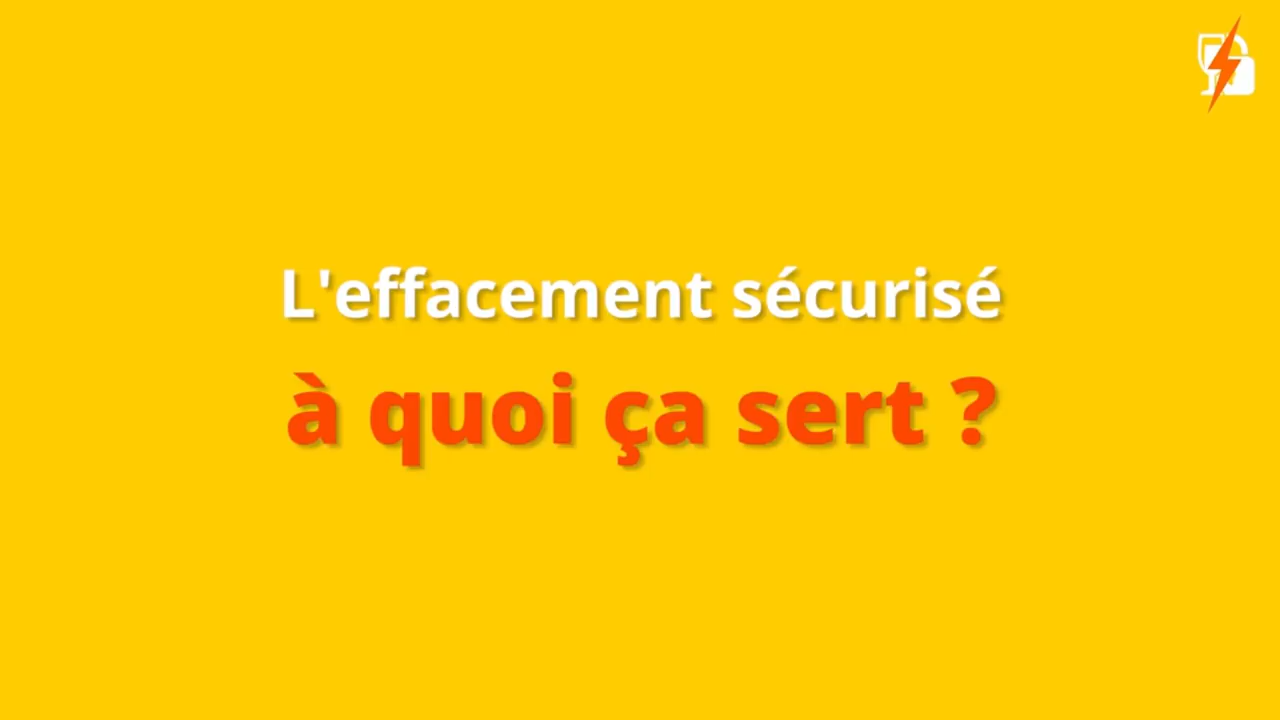 L'effacement sécurisé
à quoi ça sert ?